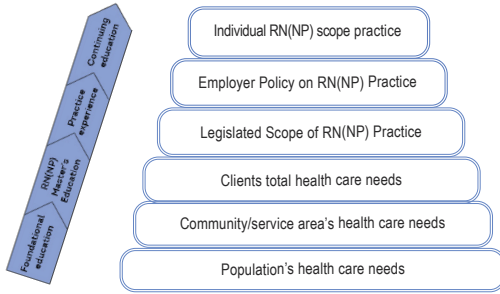 Continuing
education
Practice
experience
RN(NP)
Master's
Education
Foundational
education
Individual RN(NP) scope practice
Employer Policy on RN(NP) Practice
Legislated Scope of RN(NP) Practice
Clients total health care needs
Community/service area's health care needs
Population's health care needs